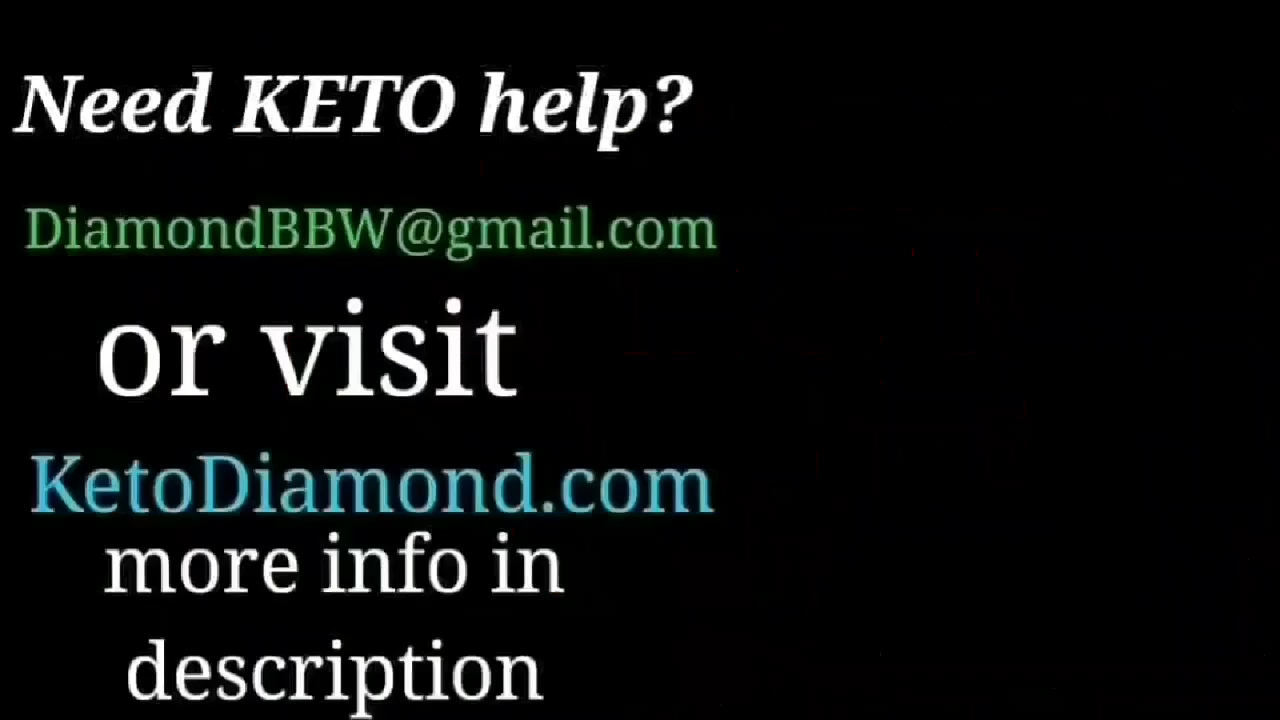 Need KETO help?
DiamondBBW@gmail.com
or visit
KetoDiamond.com
more info in
description